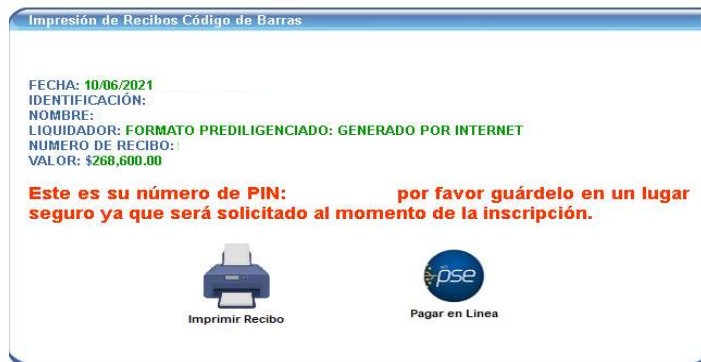 Impresión de Recibos Código de Barras
FECHA: 10/06/2021
IDENTIFICACIÓN:
NOMBRE:
LIQUIDADOR: FORMATO PREDILIGENCIADO: GENERADO POR INTERNET
NUMERO DE RECIBO:
VALOR: $268,600.00
Este es su número de PIN: por favor guárdelo en un lugar
seguro ya que será solicitado al momento de la inscripción.
pse
Imprimir Recibo
Pagar en Linea